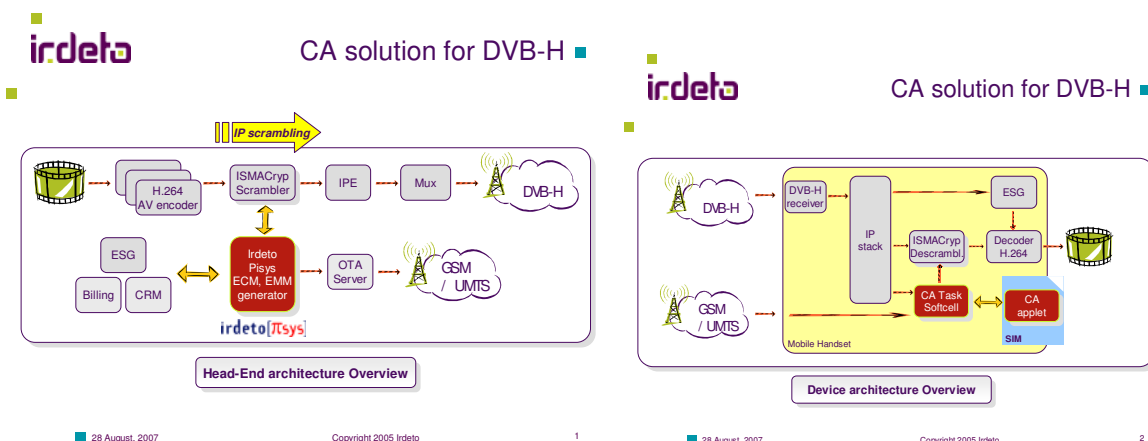 irdeto
CA solution for DVB-H
IP scrambling
H.264
AV encoder
ISMACryp
Scrambler
IPE
Mux
DVB-H
ESG
Billing
CRM
Irdeto
Pisys
ECM, EMM
generator
OTA
Server
GSM
/ UMTS
irdeto[πsys]
Head-End architecture Overview
28 August, 2007
Copyright 2005 Irdeto
1
irdeto
CA solution for DVB-H
DVB-H
DVB-H
receiver
IP
stack
ESG
ISMACryp
Descrambl.
Decoder
H.264
GSM
/ UMTS
CA Task
Softcell
CA
applet
SIM
Mobile Handset
Device architecture Overview
28 August, 2007
Copyright 2005 Irdeto
2